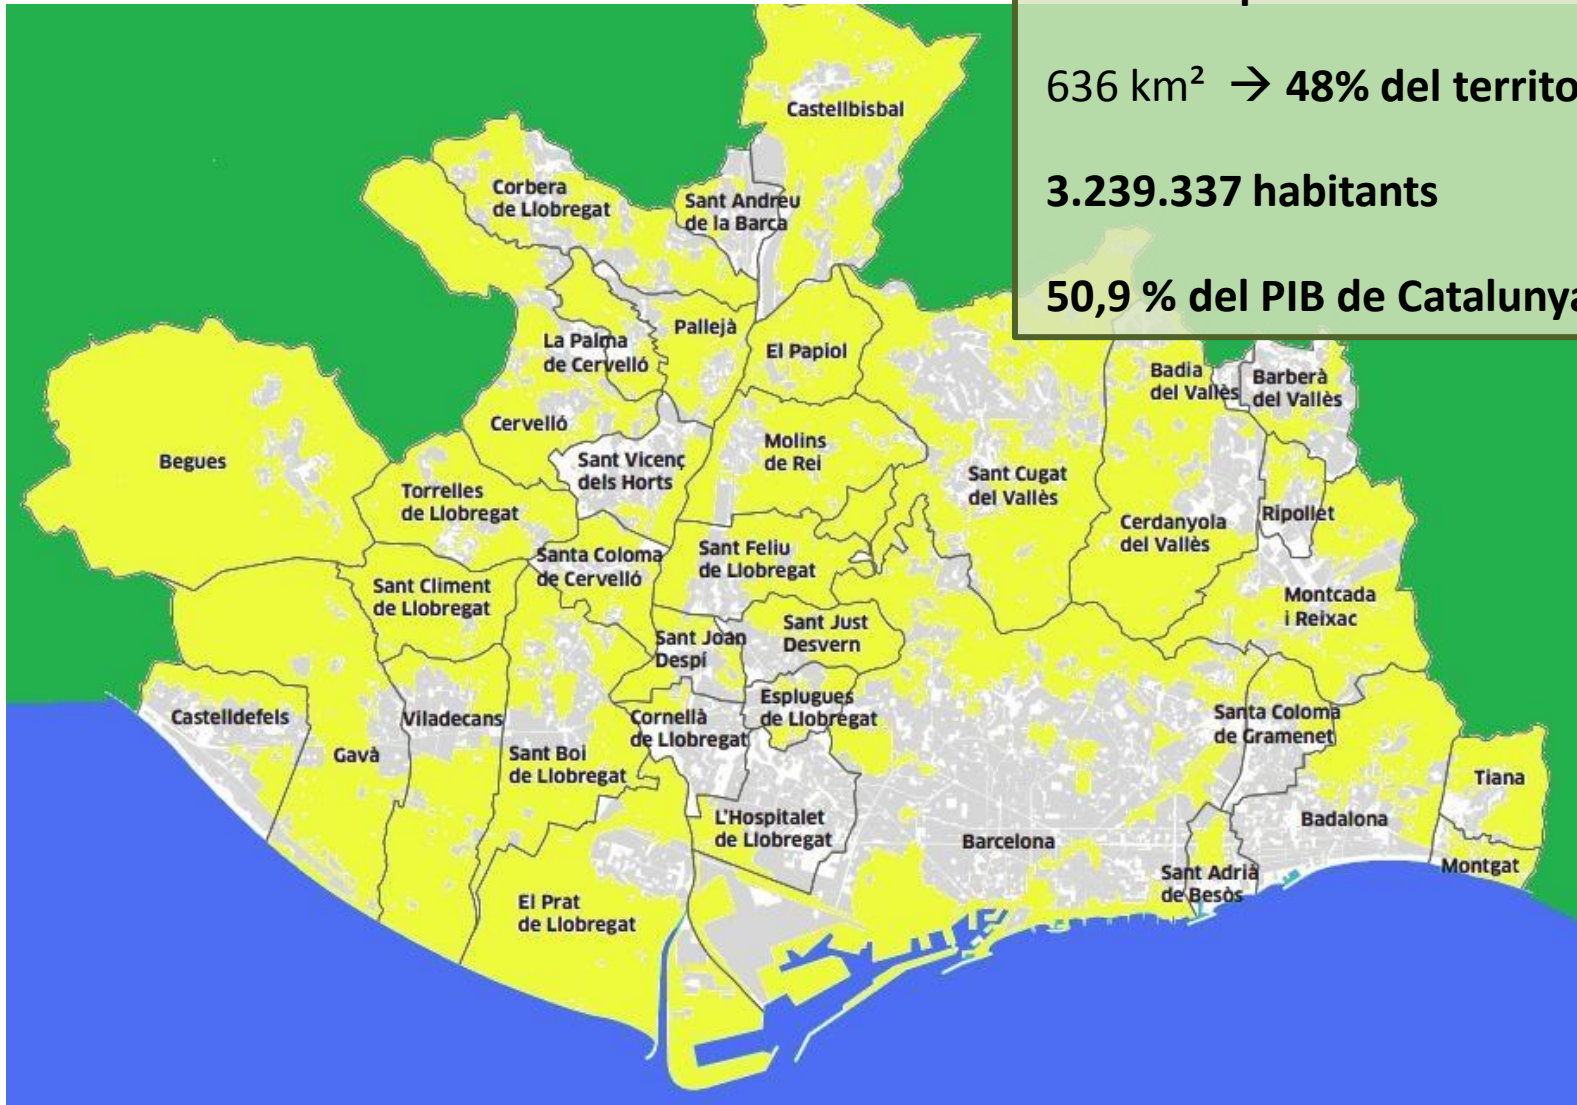 636 km² → 48% del territo
3.239.337 habitants
50,9 % del PIB de Catalunya
Castellbisbal
Corbera
de Llobregat
Sant Andreu
de la Barca
La Palma
de Cervelló
Pallejà
El Papiol
Badia
del Vallès
Barberà
del Vallès
Begues
Cervelló
Sant Vicenç
dels Horts
Molins
de Rei
Sant Cugat
del Vallès
Torrelles
de Llobregat
Cerdanyola
del Vallès
Ripollet
Santa Coloma
de Cervelló
Sant Feliu
de Llobregat
Sant Climent
de Llobregat
Montcada
i Reixac
Sant Joan
Despí
Sant Just
Desvern
Castelldefels
Gavà
Viladecans
Sant Boi
de Llobregat
Cornellà
de Llobregat
Esplugues
de Llobregat
Santa Coloma
de Gramenet
Tiana
L'Hospitalet
de Llobregat
Barcelona
Badalona
Montgat
El Prat
de Llobregat
Sant Adrià
de Besòs